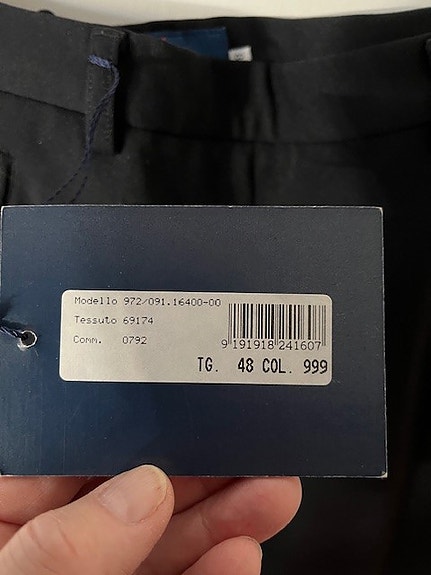 Modello 972/091.16400-00
Tessuto 69174
Comm. 0792
9 191918 241607
TG. 48 COL. 999